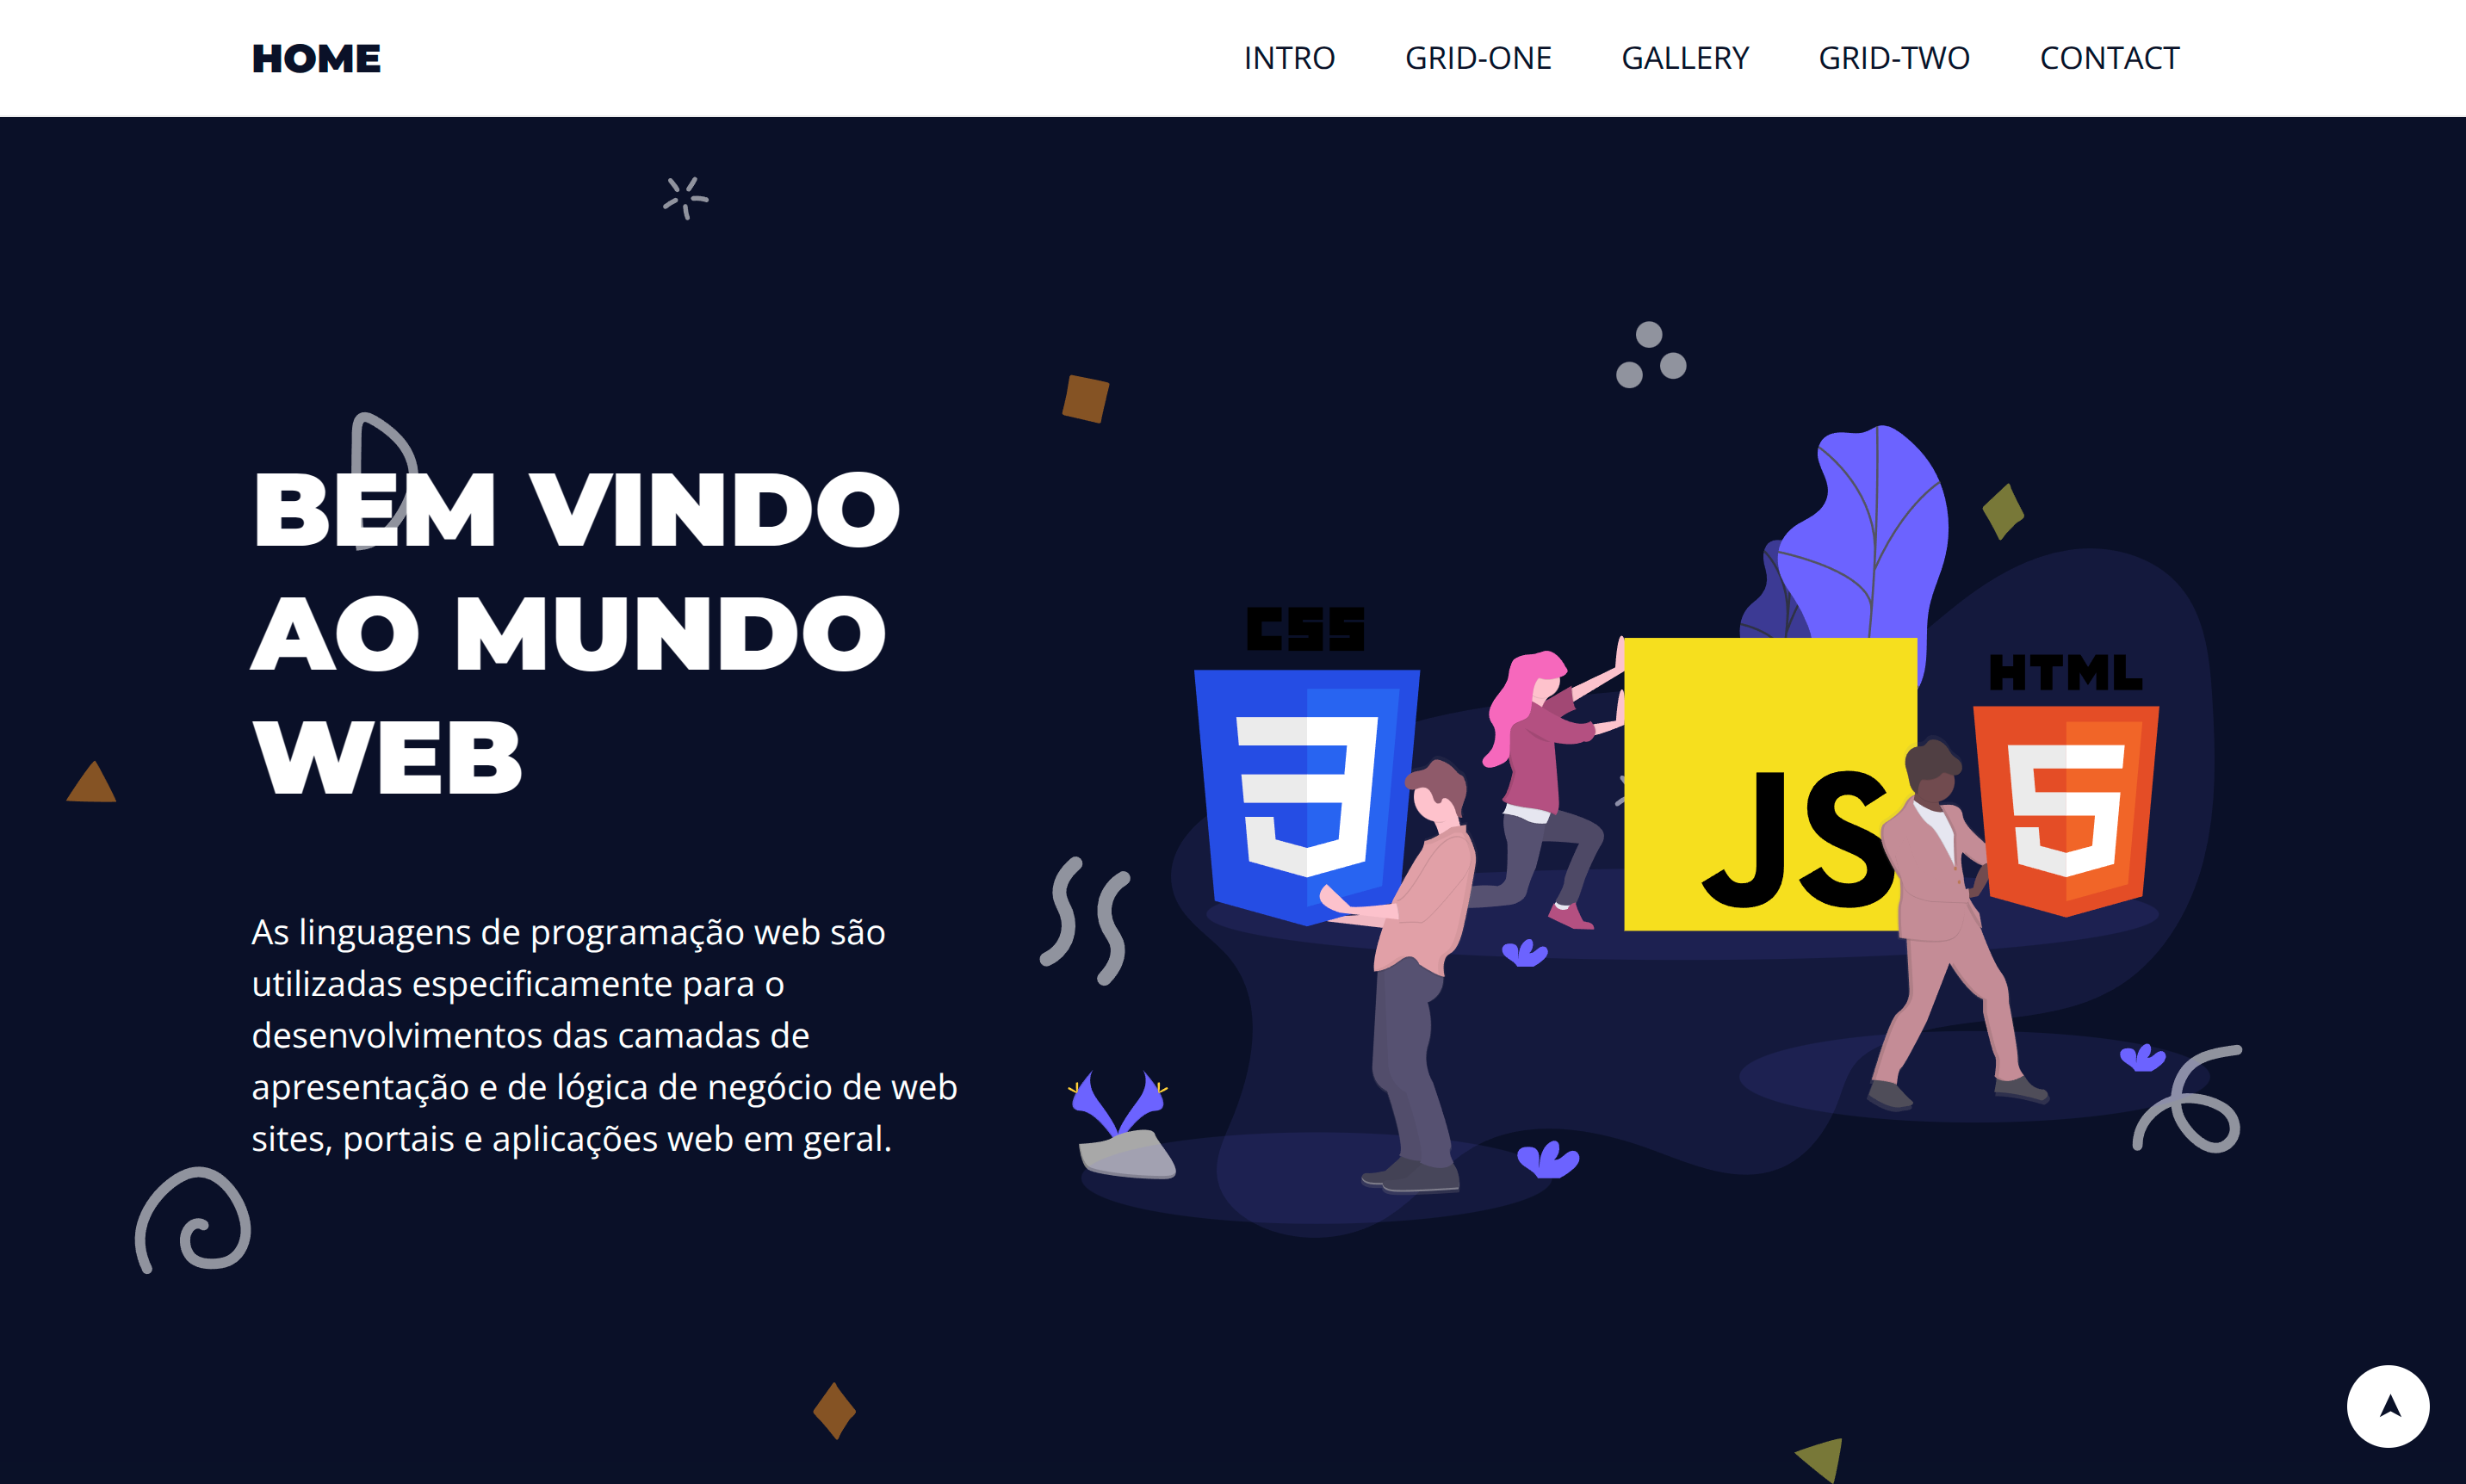 HOME
INTRO GRID-ONE GALLERY GRID-TWO CONTACT
BEM VINDO
AO MUNDO
WEB
As linguagens de programação web são
utilizadas especificamente para o
desenvolvimentos das camadas de
apresentação e de lógica de negócio de web
sites, portais e aplicações web em geral.
CSS
3
JS
HTML
5